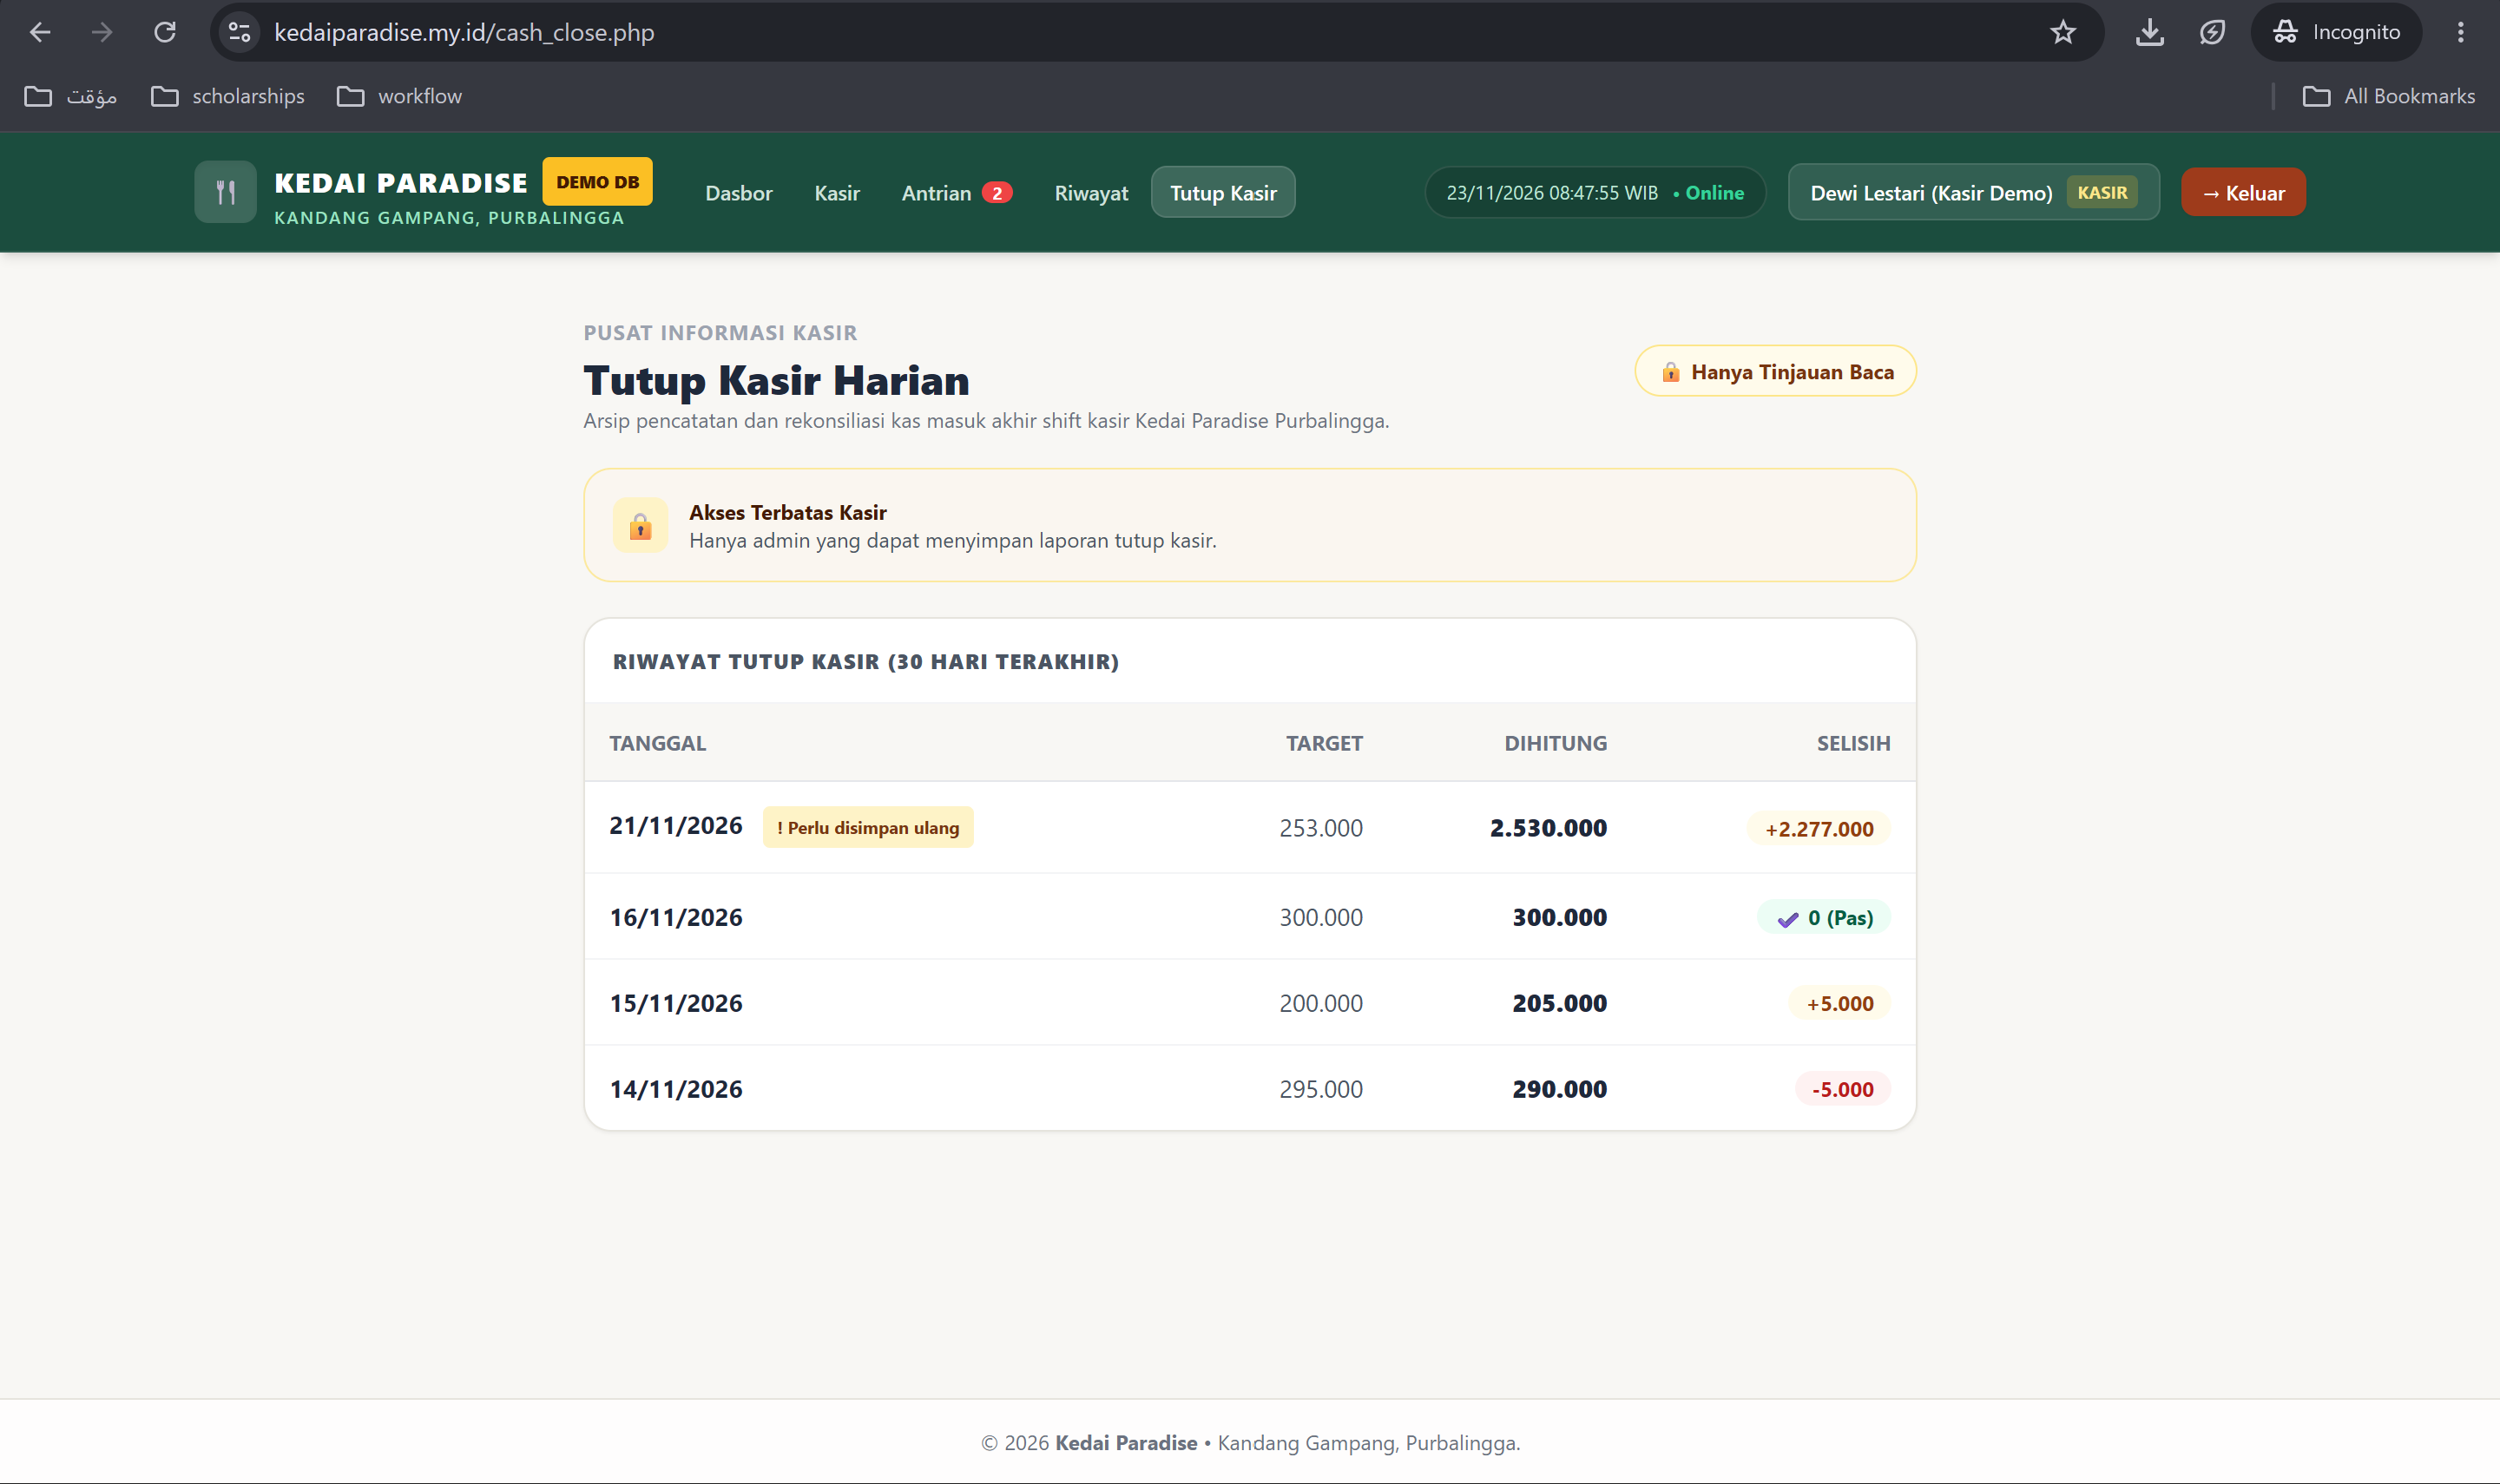 kedaiparadise.my.id/cash_close.php
Incognito
مؤقت
scholarships
workflow
All Bookmarks
KEDAI PARADISE
DEMO DB
KANDANG GAMPANG, PURBALINGGA
Dasbor
Kasir
Antrian 2
Riwayat
Tutup Kasir
23/11/2026 08:47:55 WIB • Online
Dewi Lestari (Kasir Demo) KASIR
→ Keluar
PUSAT INFORMASI KASIR
Tutup Kasir Harian
Arsip pencatatan dan rekonsiliasi kas masuk akhir shift kasir Kedai Paradise Purbalingga.
Hanya Tinjauan Baca
Akses Terbatas Kasir
Hanya admin yang dapat menyimpan laporan tutup kasir.
RIWAYAT TUTUP KASIR (30 HARI TERAKHIR)
TANGGAL TARGET DIHITUNG SELISIH
21/11/2026 ! Perlu disimpan ulang 253.000 2.530.000 +2.277.000
16/11/2026 300.000 300.000 ✔ 0 (Pas)
15/11/2026 200.000 205.000 +5.000
14/11/2026 295.000 290.000 -5.000
© 2026 Kedai Paradise • Kandang Gampang, Purbalingga.